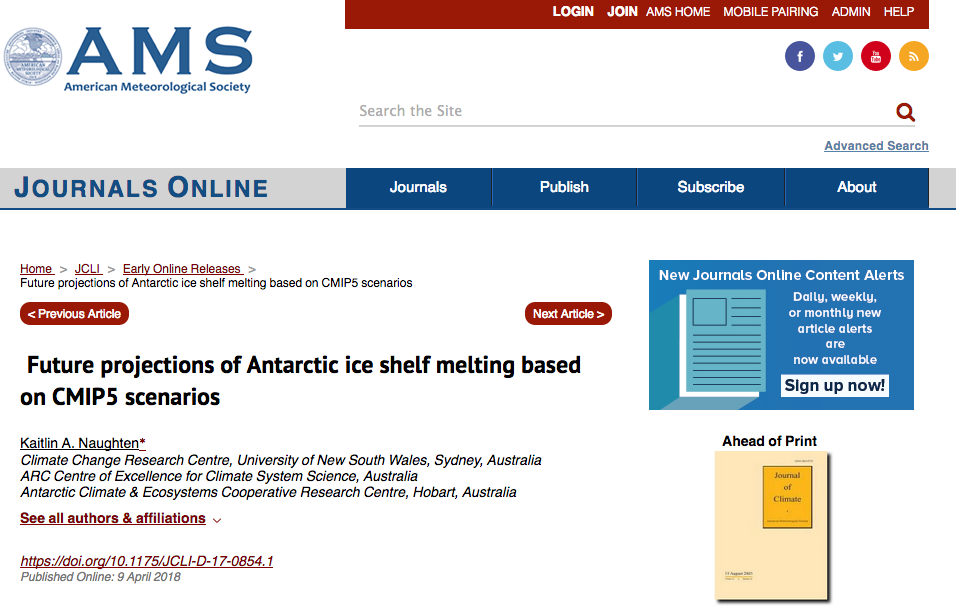 LOGIN JOIN AMS HOME MOBILE PAIRING ADMIN HELP
AMS
American Meteorological Society
Search the Site
Advanced Search
JOURNALS ONLINE
Journals Publish Subscribe About
Home > JCLI > Early Online Releases >
Future projections of Antarctic ice shelf melting based on CMIP5 scenarios
< Previous Article Next Article >
Future projections of Antarctic ice shelf melting based
on CMIP5 scenarios
Kaitlin A. Naughten*
Climate Change Research Centre, University of New South Wales, Sydney, Australia
ARC Centre of Excellence for Climate System Science, Australia
Antarctic Climate & Ecosystems Cooperative Research Centre, Hobart, Australia
See all authors & affiliations
https://doi.org/10.1175/JCLI-D-17-0854.1
Published Online: 9 April 2018
New Journals Online Content Alerts
Daily, weekly,
or monthly new
article alerts
are
now available
Sign up now!
Ahead of Print
Journal
of
Climate